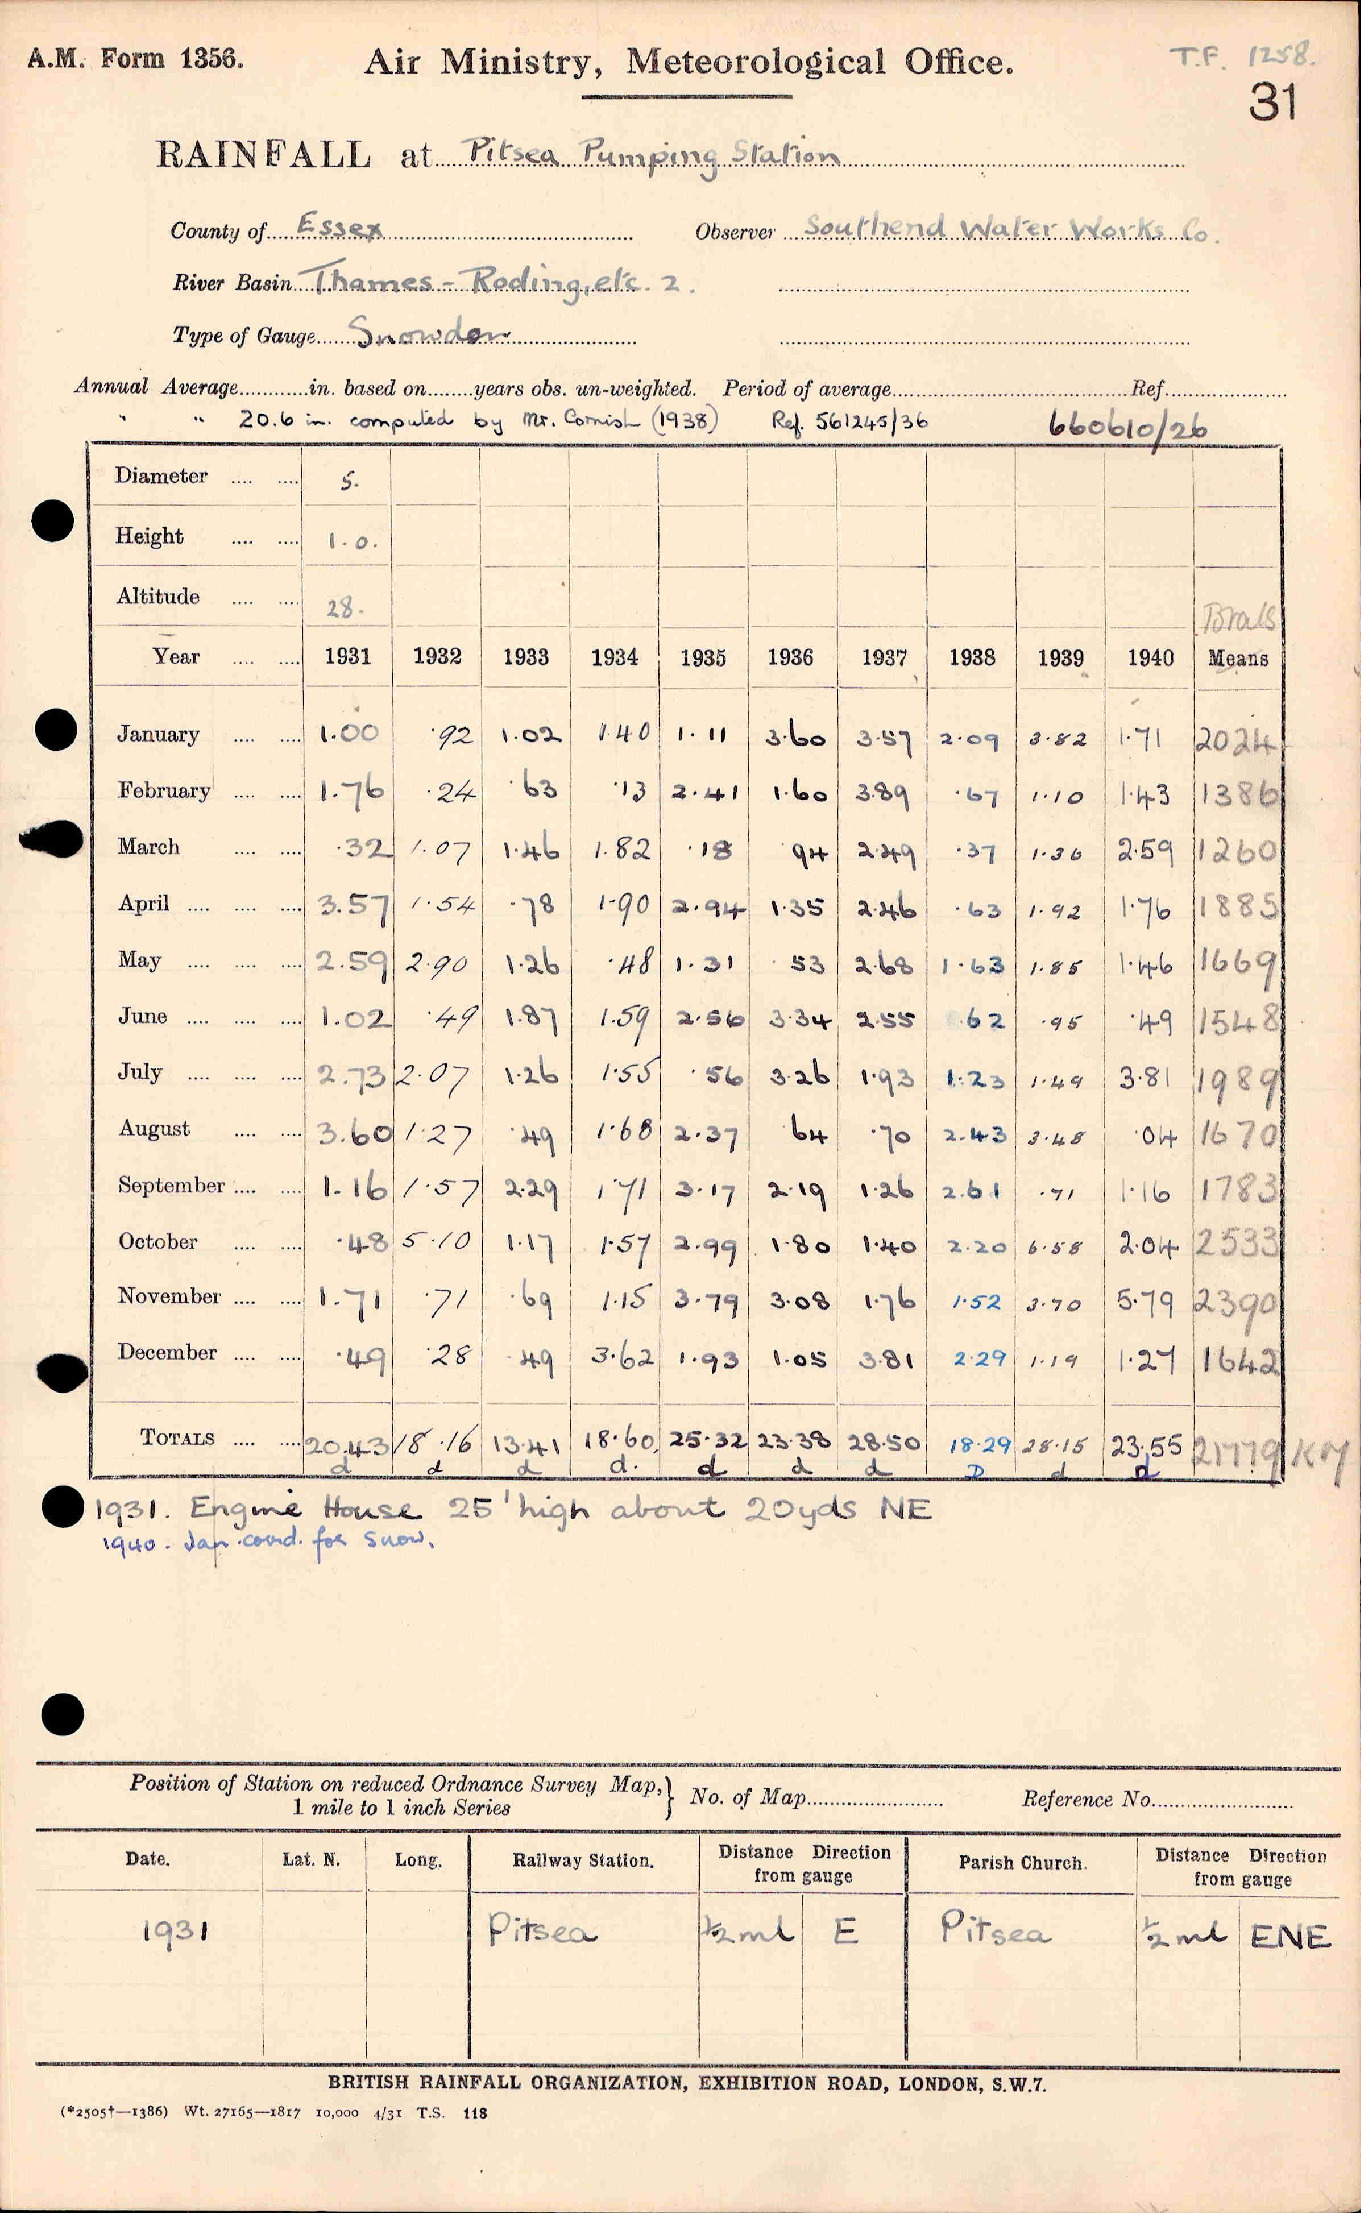 A.M. Form 1356. Air Ministry, Meteorological Office. T.F. 1258.
31
RAINFALL at Pitsea Pumping Station
County of Essex Observer Southend Water Works Co.
River Basin Thames - Roding, etc. 2.
Type of Gauge Snowdon
Annual Average in. based on years obs. un-weighted. Period of average Ref.
" " 20.6 in. computed by Mr. Cornish (1938) Ref. 561245/36 660610/26
Diameter 5.
Height 1.0.
Altitude 28.
Year 1931 1932 1933 1934 1935 1936 1937 1938 1939 1940 Means
January 1.00 .92 1.02 1.40 1.11 3.60 3.57 2.09 3.82 1.71 2024
February 1.76 .24 .63 .13 2.41 1.60 3.89 .67 1.10 1.43 1386
March .32 1.07 1.46 1.82 .18 .94 2.49 .37 1.36 2.59 1260
April 3.57 1.54 .78 1.90 2.94 1.35 2.46 .63 1.92 1.76 1885
May 2.59 2.90 1.26 .48 1.31 .53 2.68 1.63 1.85 1.46 1669
June 1.02 .49 1.87 1.59 2.56 3.34 2.55 .62 .95 .49 1548
July 2.73 2.07 1.26 1.55 .56 3.26 1.93 1.23 1.49 3.81 1989
August 3.60 1.27 .49 1.68 2.37 .64 .70 2.43 3.48 .04 1670
September 1.16 1.57 2.29 1.71 3.17 2.19 1.26 2.61 .71 1.16 1783
October .48 5.10 1.17 1.57 2.99 1.80 1.40 2.20 6.58 2.04 2533
November 1.71 .71 .69 1.15 3.79 3.08 1.76 1.52 3.70 5.79 2390
December .49 .28 .49 3.62 1.93 1.05 3.81 2.29 1.19 1.27 1642
TOTALS 20.43 18.16 13.41 18.60 25.32 23.38 28.50 18.29 28.15 23.55 21779
d d d d. d d d D d d
1931. Engine House 25' high about 20yds NE
1940 - Jan. coord. for Snow.
Position of Station on reduced Ordnance Survey Map, } No. of Map Reference No.
1 mile to 1 inch Series
Date. Lat. N. Long. Railway Station. Distance Direction from gauge Parish Church. Distance Direction from gauge
1931 Pitsea ½ ml E Pitsea ½ ml ENE
BRITISH RAINFALL ORGANIZATION, EXHIBITION ROAD, LONDON, S.W.7.
(*2505†—1386) Wt. 27165—1817 10,000 4/31 T.S. 118